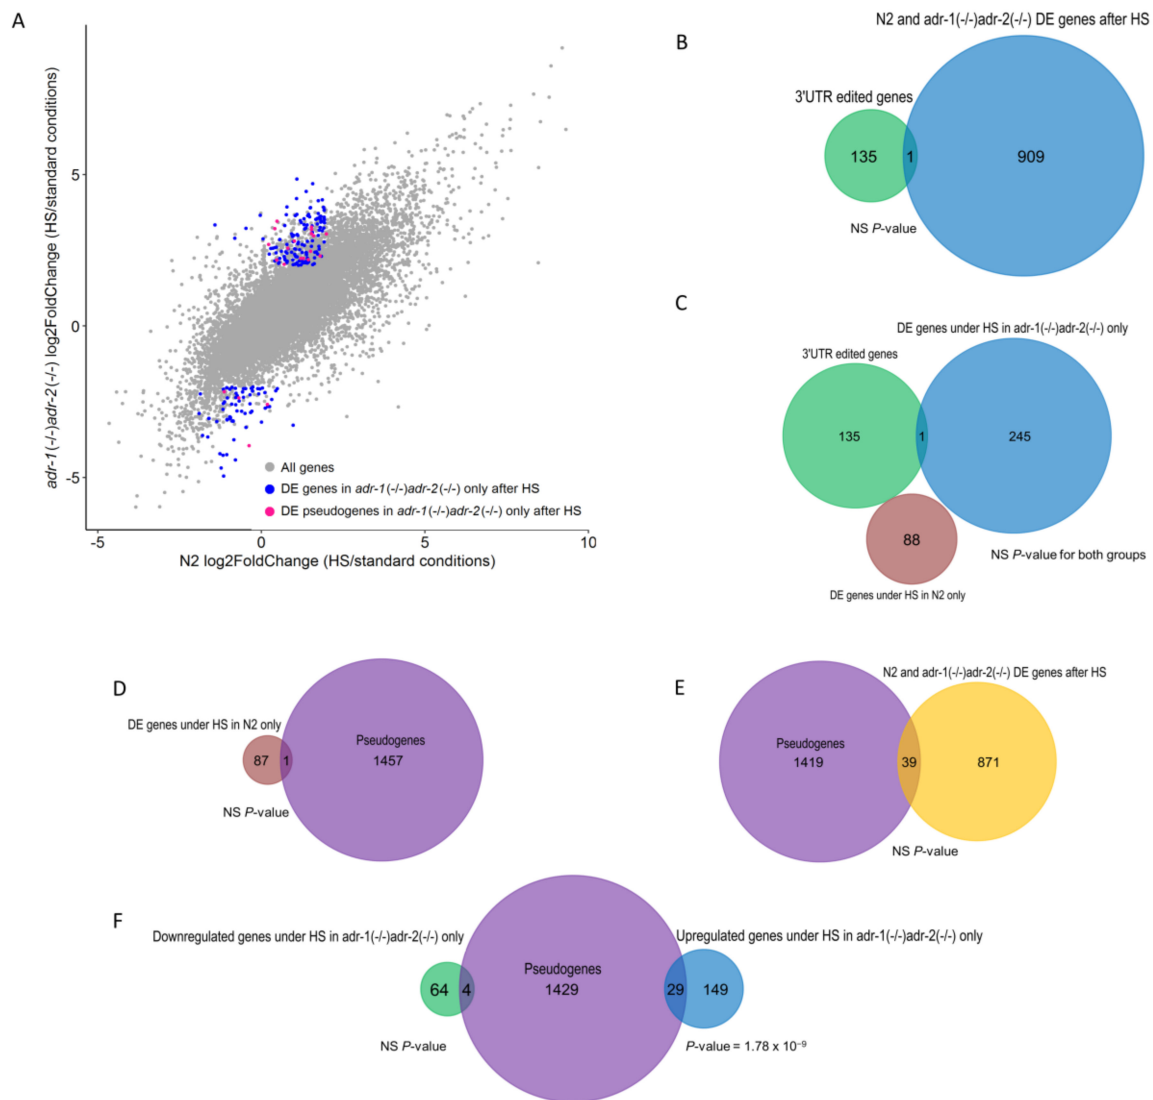 A
adr-1(-/-)adr-2(-/-) log2FoldChange (HS/standard conditions)
5
0
-5
All genes
DE genes in adr-1(-/-)adr-2(-/-) only after HS
DE pseudogenes in adr-1(-/-)adr-2(-/-) only after HS
-5
0
5
10
N2 log2FoldChange (HS/standard conditions)
B
N2 and adr-1(-/-)adr-2(-/-) DE genes after HS
3'UTR edited genes
135
1
909
NS P-value
C
DE genes under HS in adr-1(-/-)adr-2(-/-) only
3'UTR edited genes
135
1
245
88
NS P-value for both groups
DE genes under HS in N2 only
D
DE genes under HS in N2 only
Pseudogenes
87
1
1457
NS P-value
E
N2 and adr-1(-/-)adr-2(-/-) DE genes after HS
Pseudogenes
1419
39
871
NS P-value
F
Downregulated genes under HS in adr-1(-/-)adr-2(-/-) only
Upregulated genes under HS in adr-1(-/-)adr-2(-/-) only
Pseudogenes
64
4
1429
29
149
NS P-value
P-value = 1.78 x 10⁻⁹